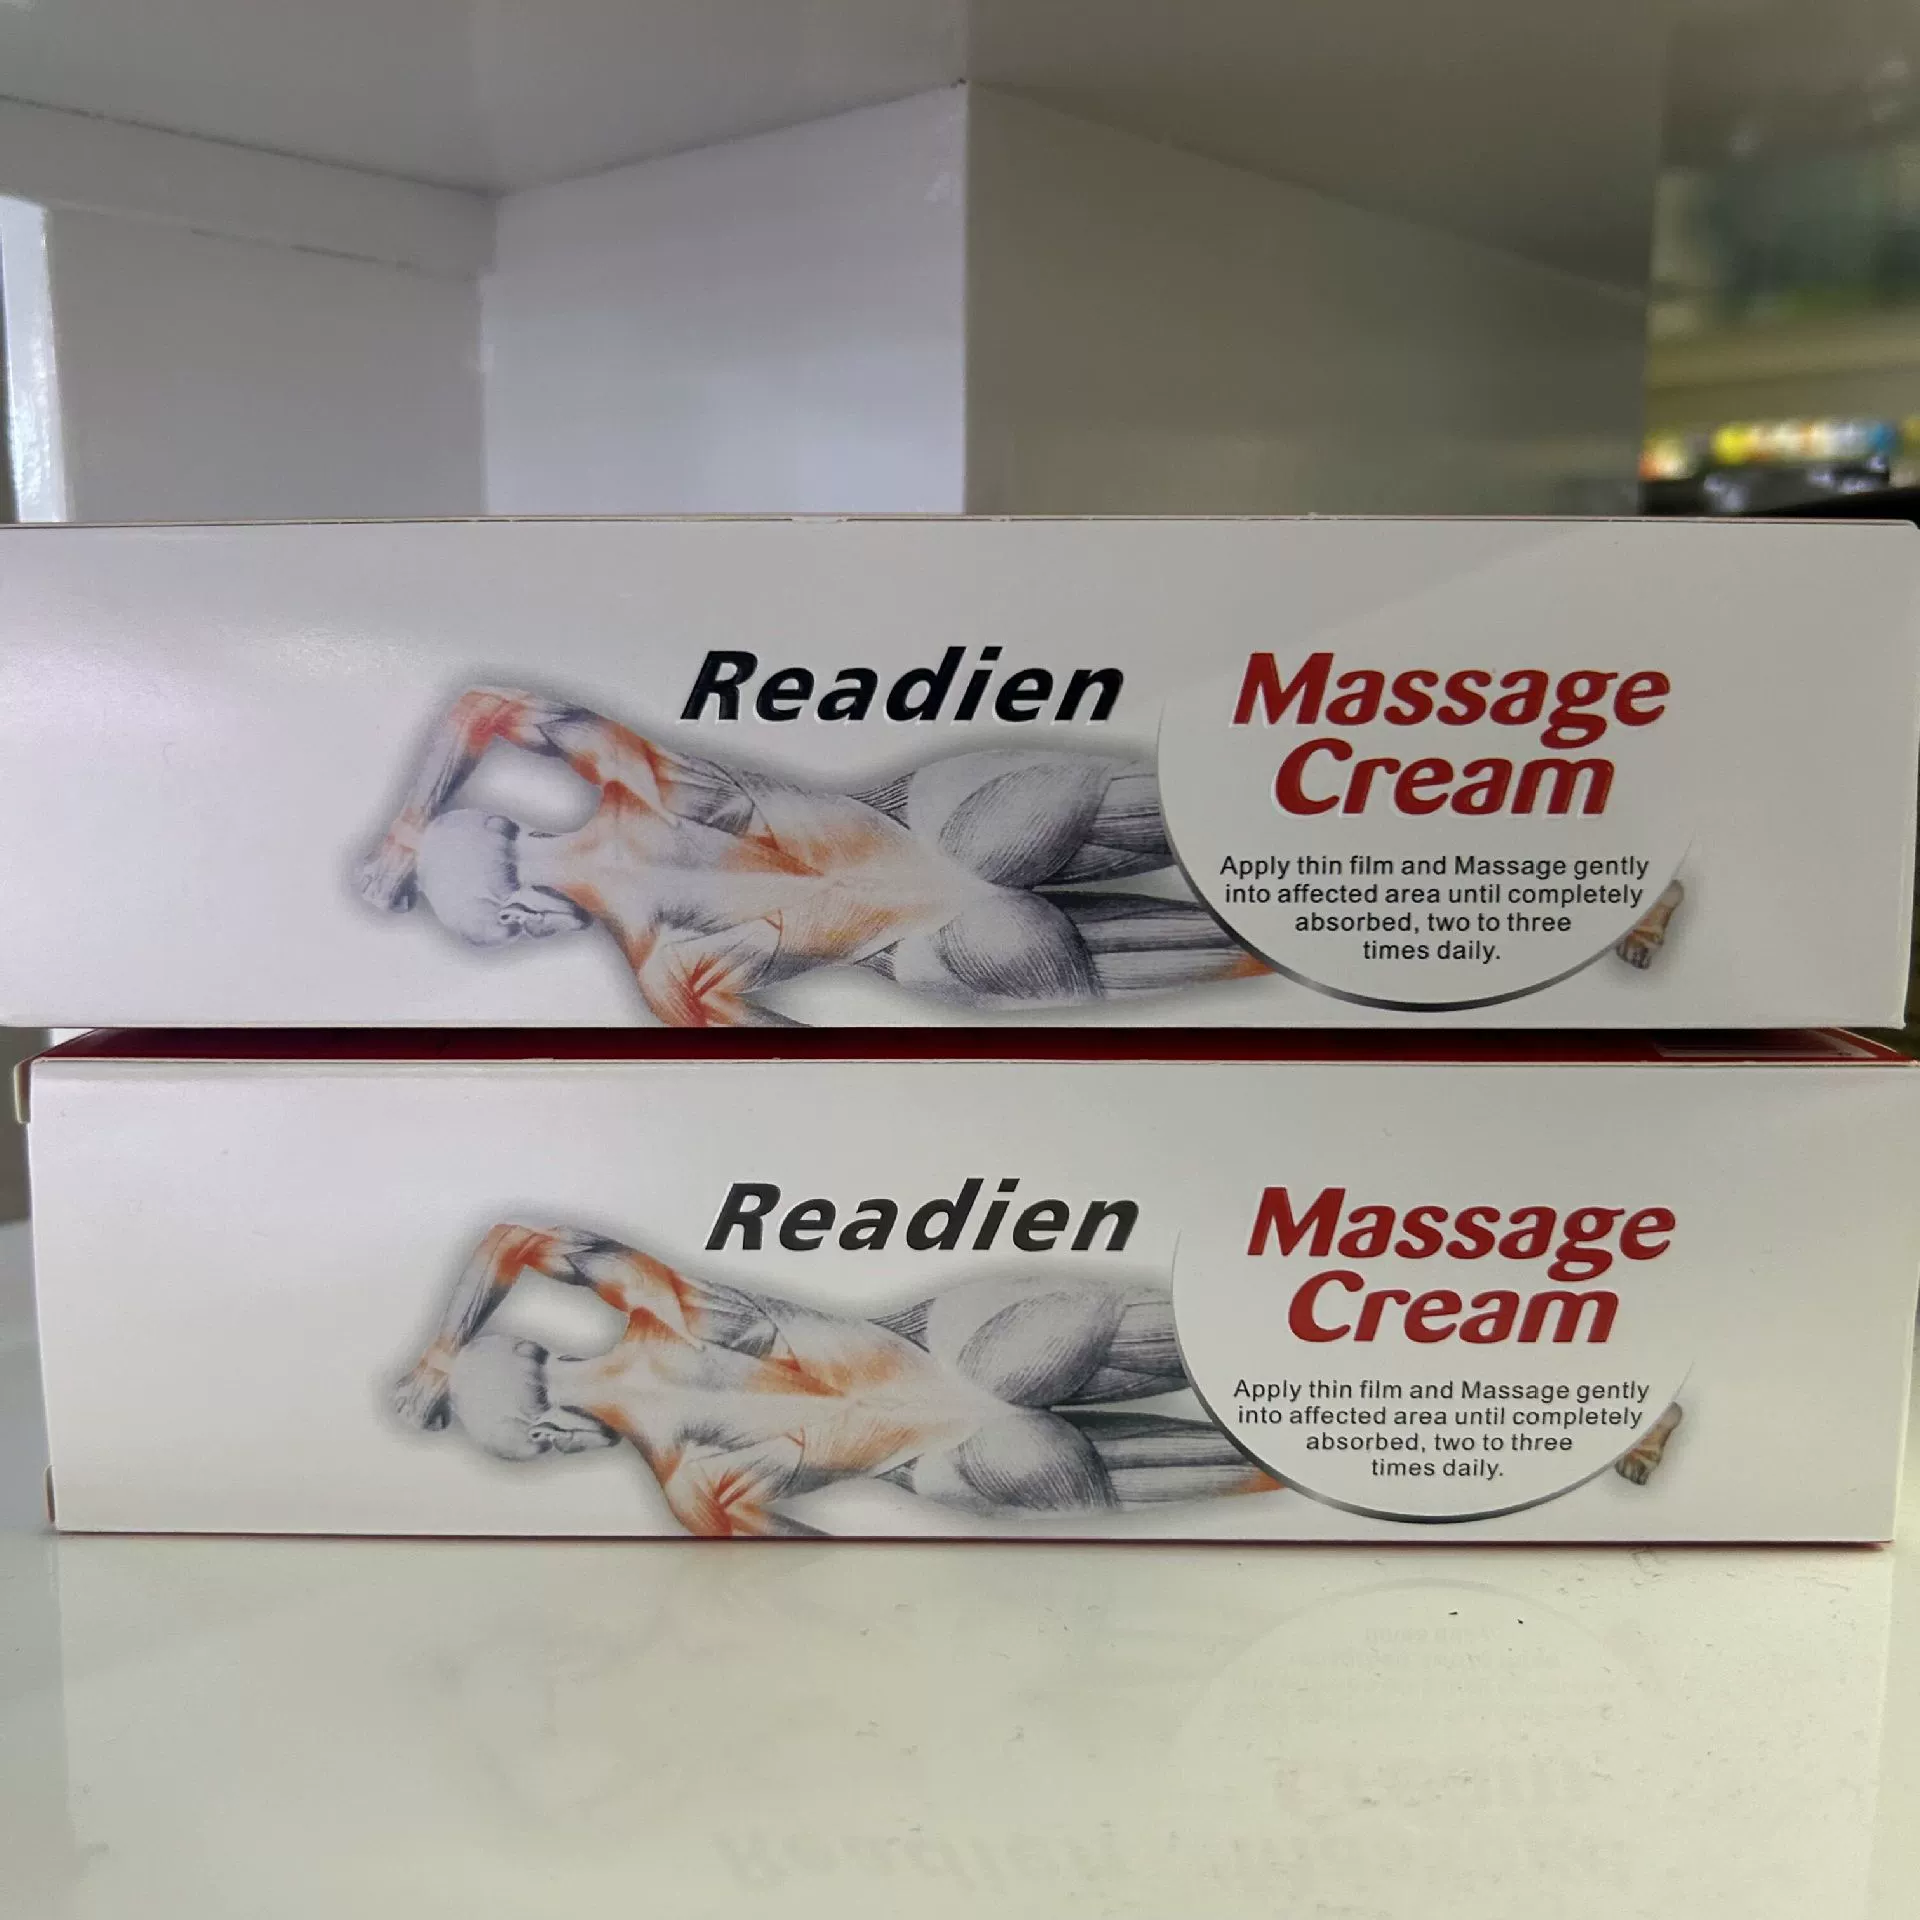 Readien
Massage
Cream
Apply thin film and Massage gently
into affected area until completely
absorbed, two to three
times daily.
Readien
Massage
Cream
Apply thin film and Massage gently
into affected area until completely
absorbed, two to three
times daily.